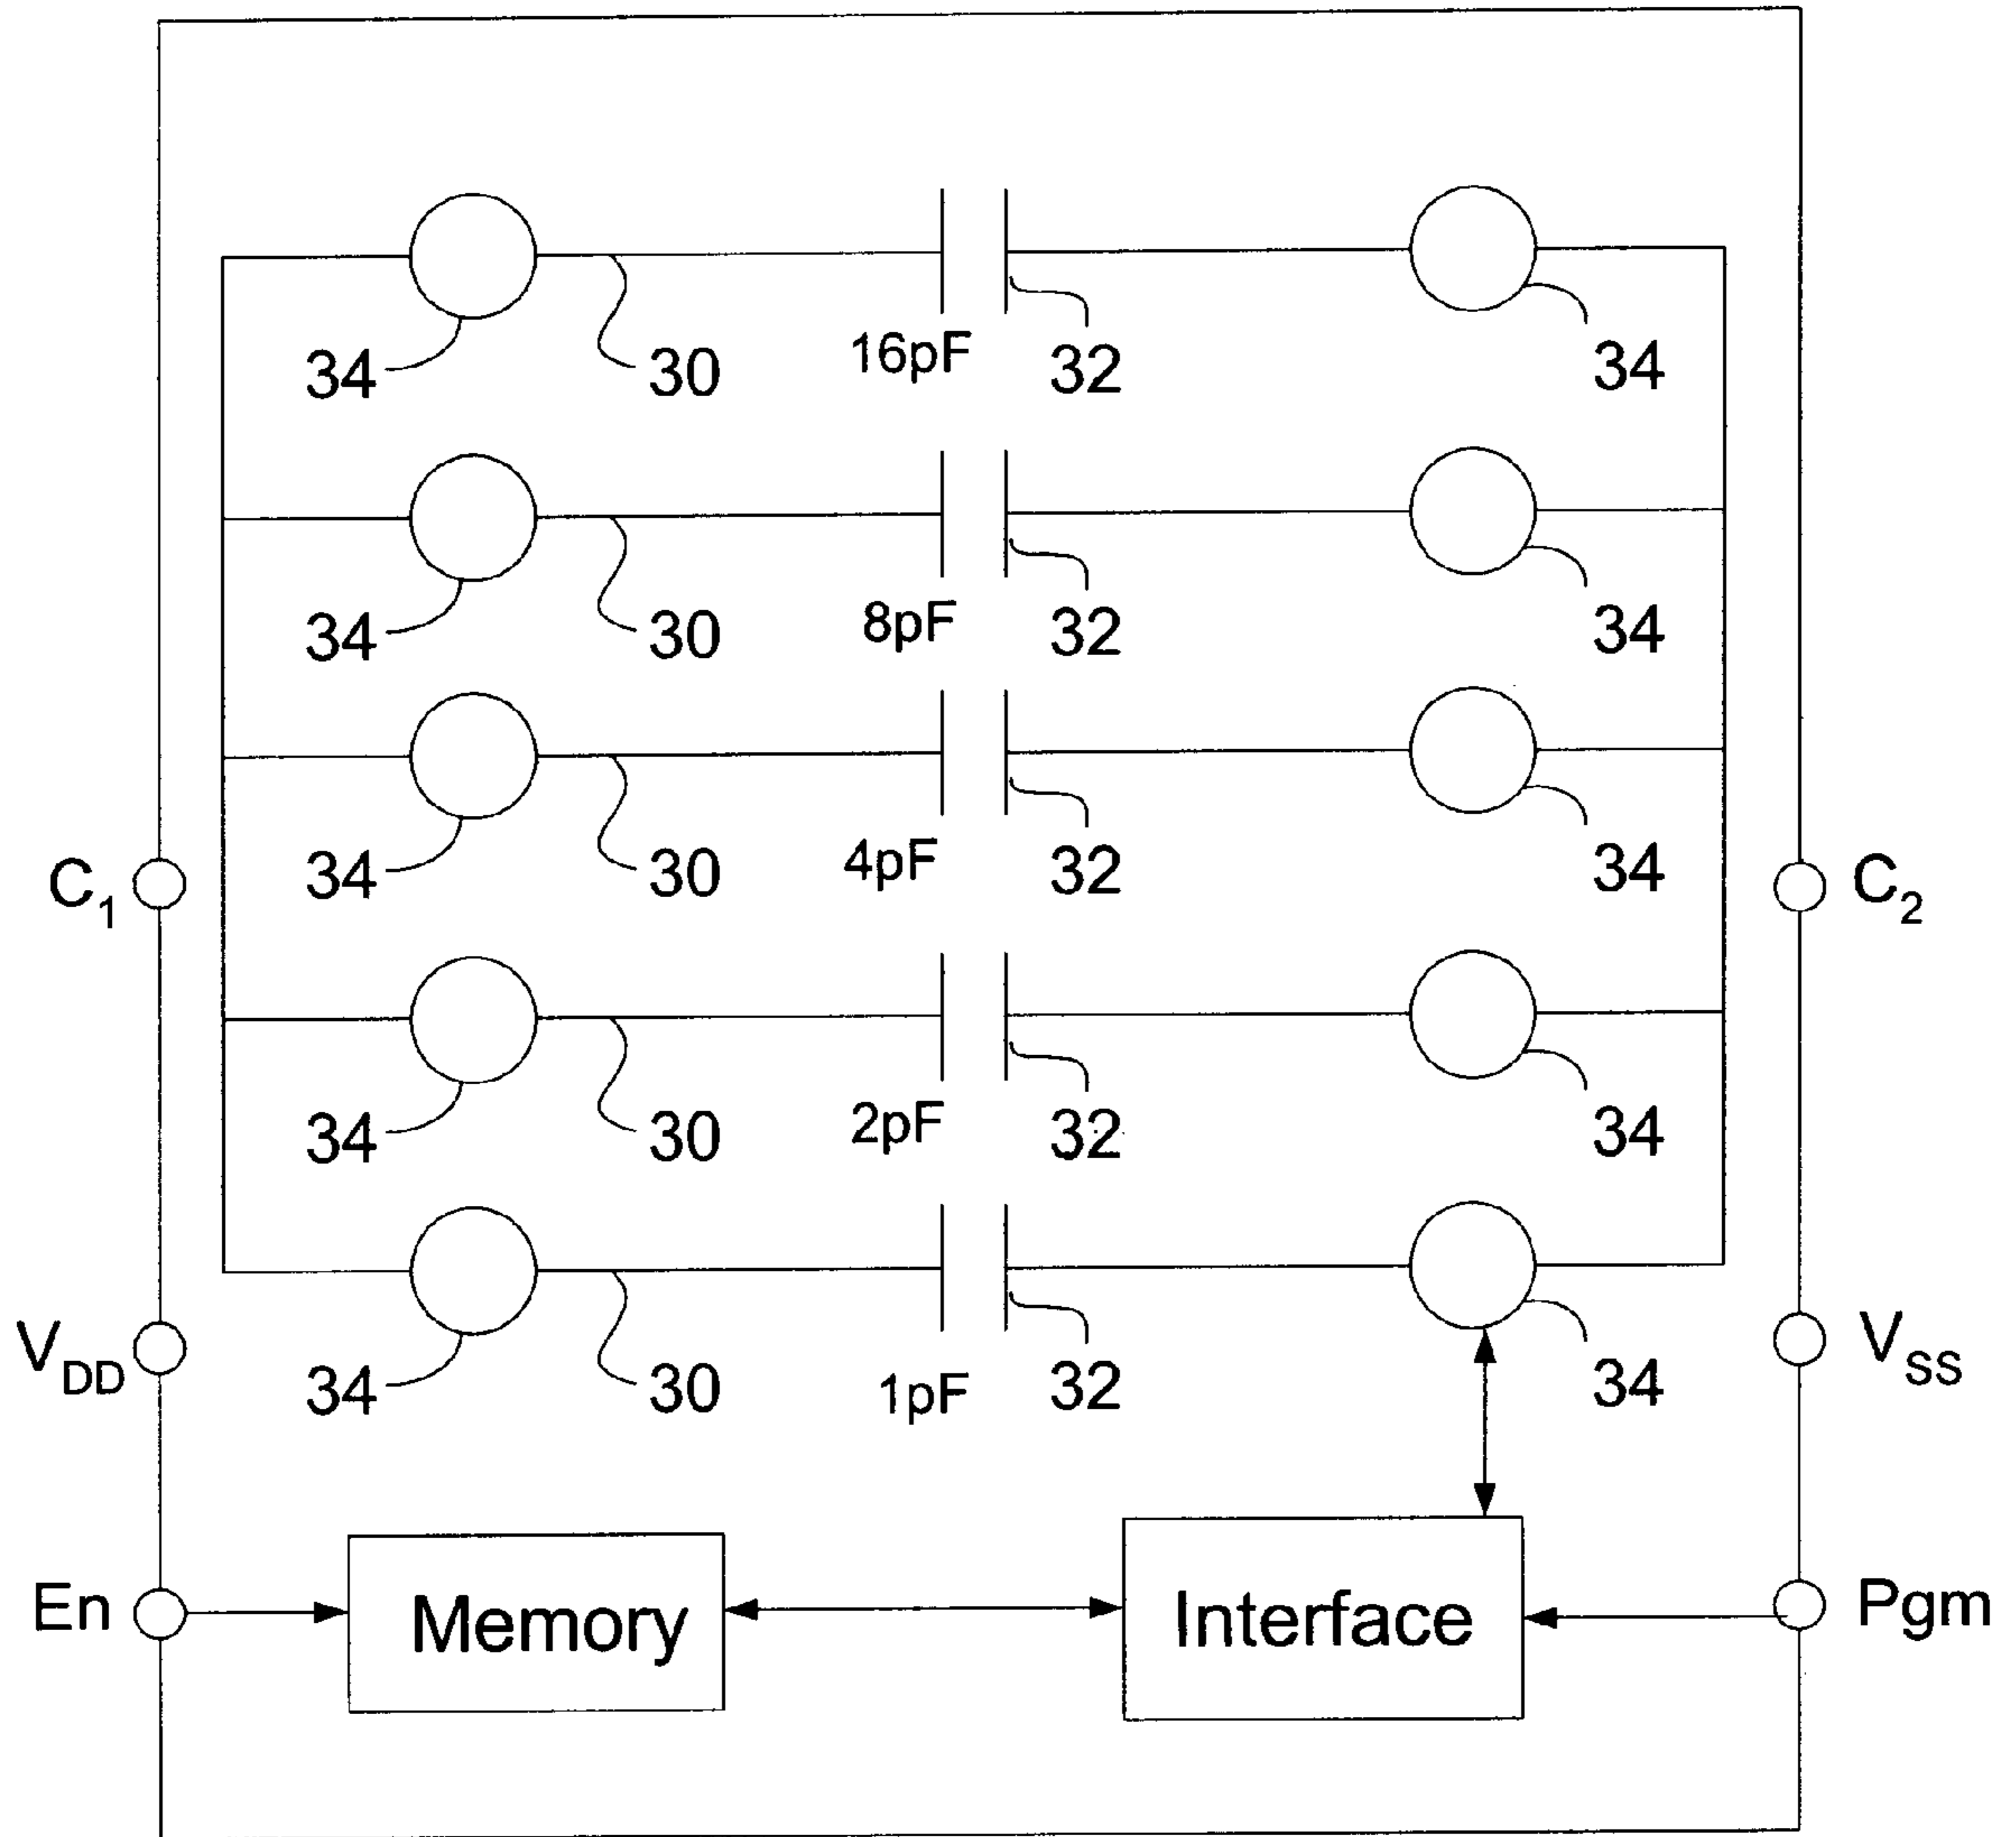 34 30 16pF 32 34
34 30 8pF 32 34
34 30 4pF 32 34
C1 C2
34 30 2pF 32 34
34 30 1pF 32 34
VDD VSS
En Memory Interface Pgm